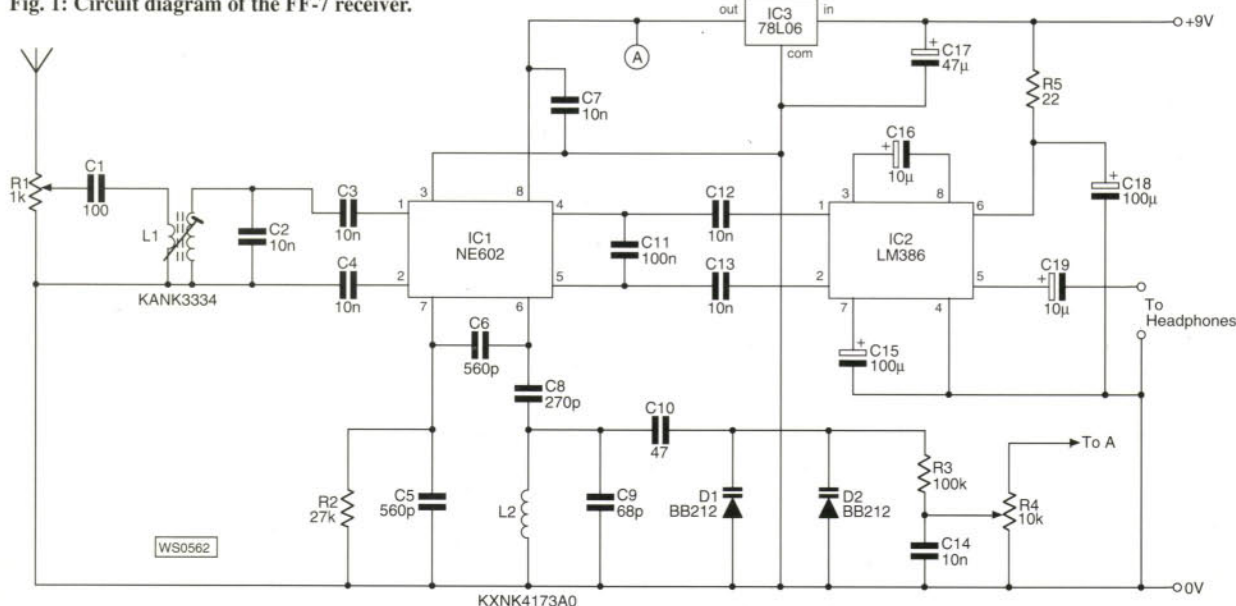 Fig. 1: Circuit diagram of the FF-7 receiver.
out
IC3
78L06
in
com
+9V
A
C17
47µ
+
R5
22
C7
10n
C16
10µ
+
C18
100µ
+
R1
1k
C1
100
L1
C2
10n
C3
10n
C4
10n
KANK3334
3
8
1
4
2
5
7
6
IC1
NE602
C11
100n
C12
10n
C13
10n
3
8
1
6
2
5
7
4
IC2
LM386
C19
10µ
+
To
Headphones
C15
100µ
+
C6
560p
C8
270p
C10
47
R2
27k
C5
560p
L2
C9
68p
D1
BB212
D2
BB212
R3
100k
C14
10n
R4
10k
To A
WS0562
KXNK4173A0
0V